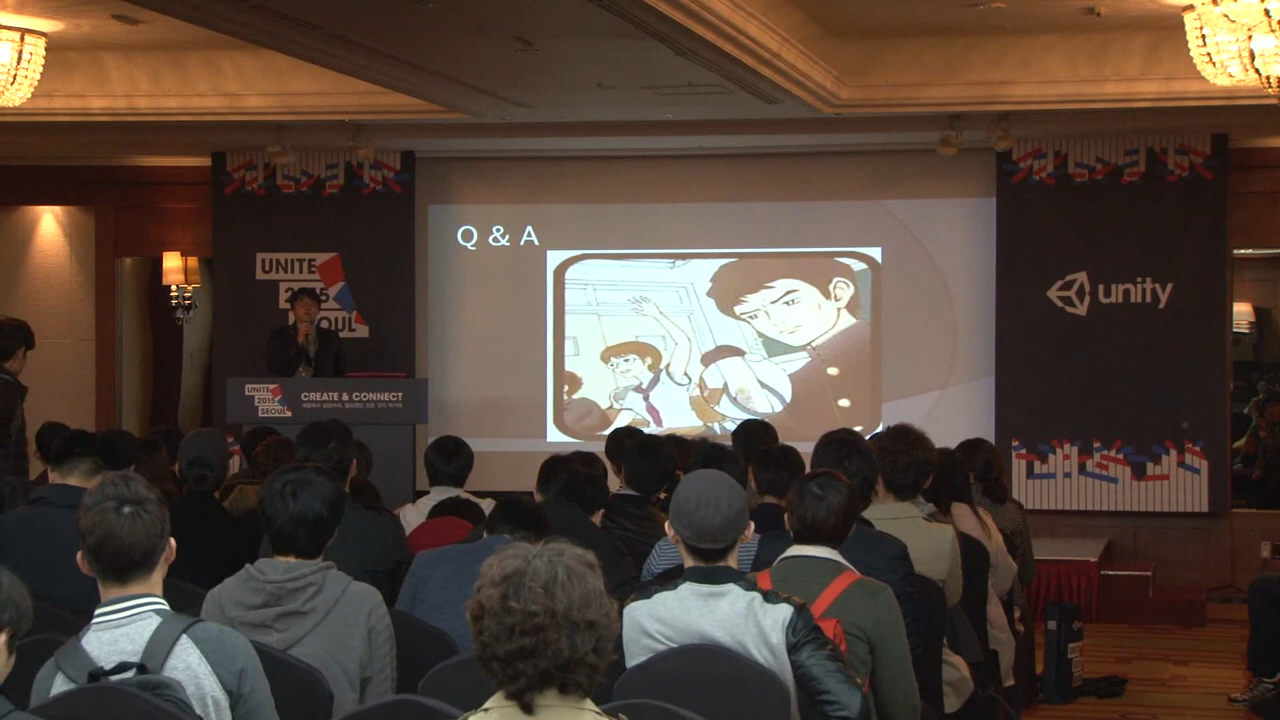 Q & A
UNITE
2015
SEOUL
unity
UNITE
2015
SEOUL
CREATE & CONNECT